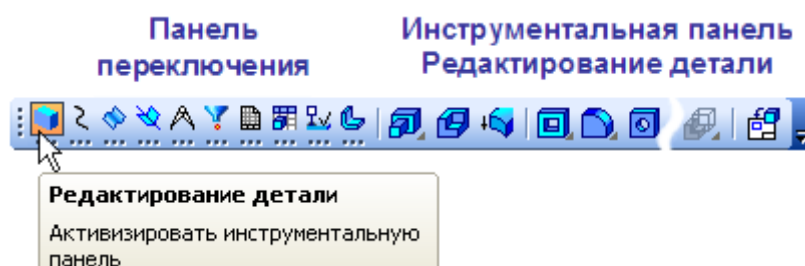 Панель
переключения
Инструментальная панель
Редактирование детали
Редактирование детали
Активизировать инструментальную
панель